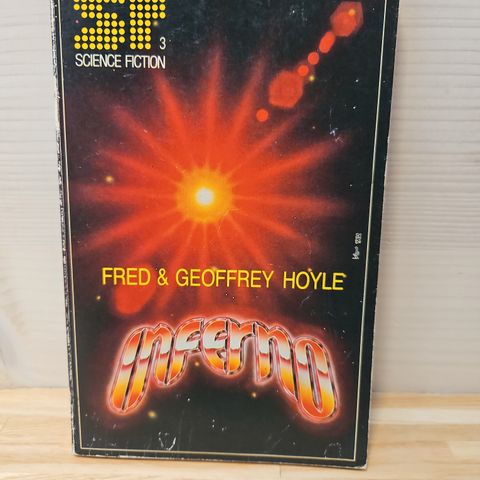 SF
3
SCIENCE FICTION
FRED & GEOFFREY HOYLE
INFERNO